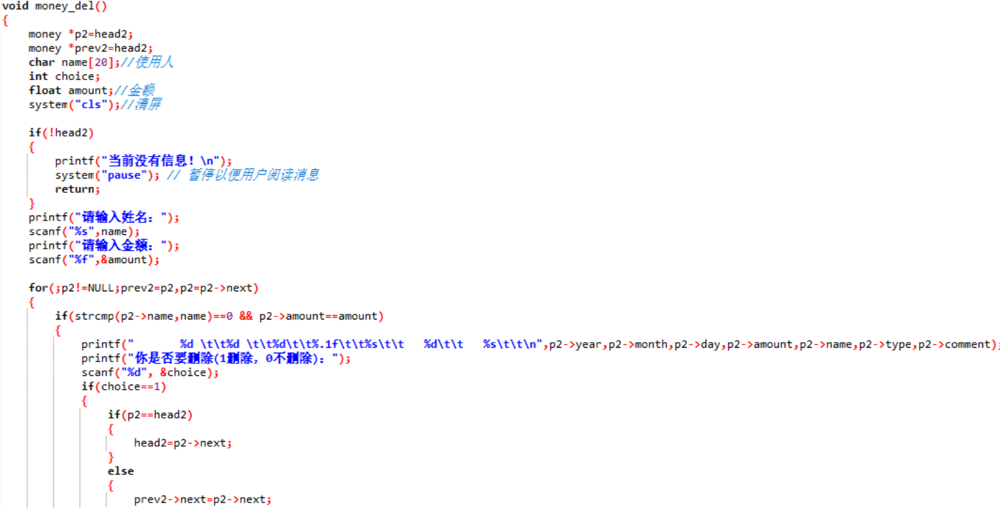 void money_del()
{
    money *p2=head2;
    money *prev2=head2;
    char name[20];//使用人
    int choice;
    float amount;//金额
    system("cls");//清屏

    if(!head2)
    {
        printf("当前没有信息！\n");
        system("pause"); // 暂停以便用户阅读消息
        return;
    }
    printf("请输入姓名：");
    scanf("%s",name);
    printf("请输入金额：");
    scanf("%f",&amount);

    for(;p2!=NULL;prev2=p2,p2=p2->next)
    {
        if(strcmp(p2->name,name)==0 && p2->amount==amount)
        {
            printf("       %d \t\t%d \t\t%d\t\t%.1f\t\t%s\t\t   %d\t\t   %s\t\t\n",p2->year,p2->month,p2->day,p2->amount,p2->name,p2->type,p2->comment);
            printf("你是否要删除(1删除，0不删除)：");
            scanf("%d", &choice);
            if(choice==1)
            {
                if(p2==head2)
                {
                    head2=p2->next;
                }
                else
                {
                    prev2->next=p2->next;